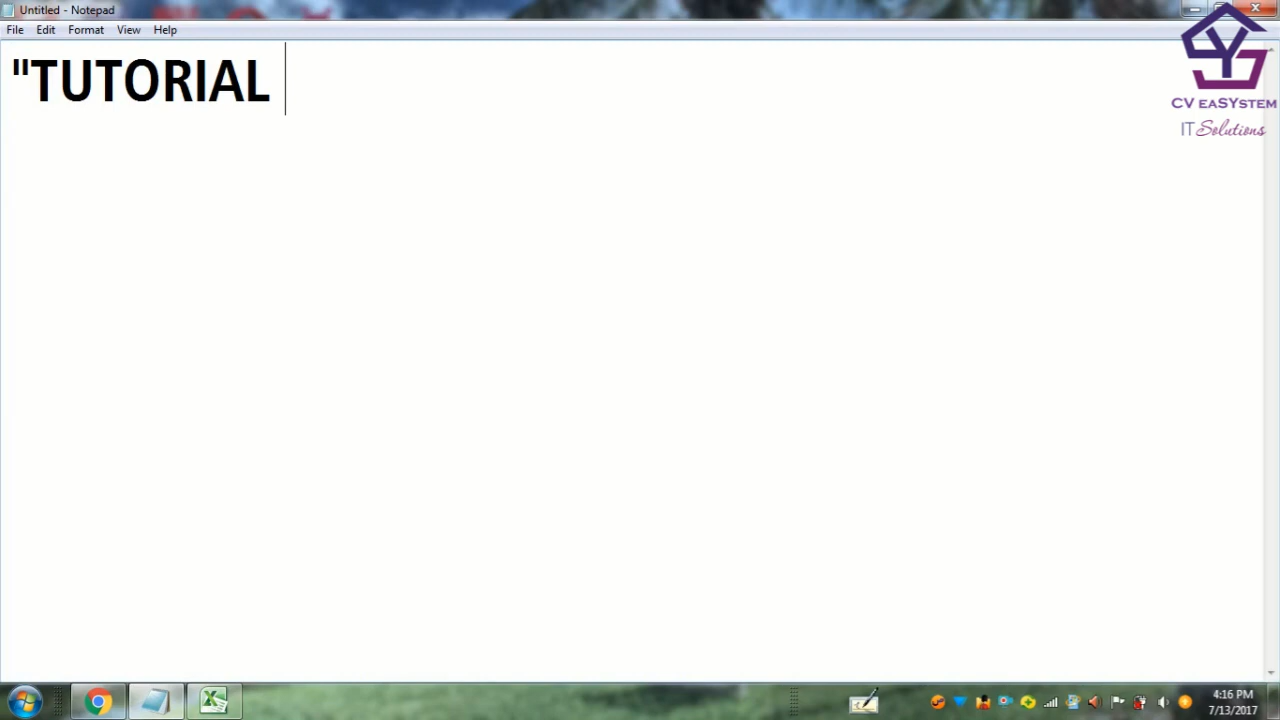 Untitled - Notepad
File Edit Format View Help
"TUTORIAL
CV EASYSTEM
IT Solutions
4:16 PM
7/13/2017